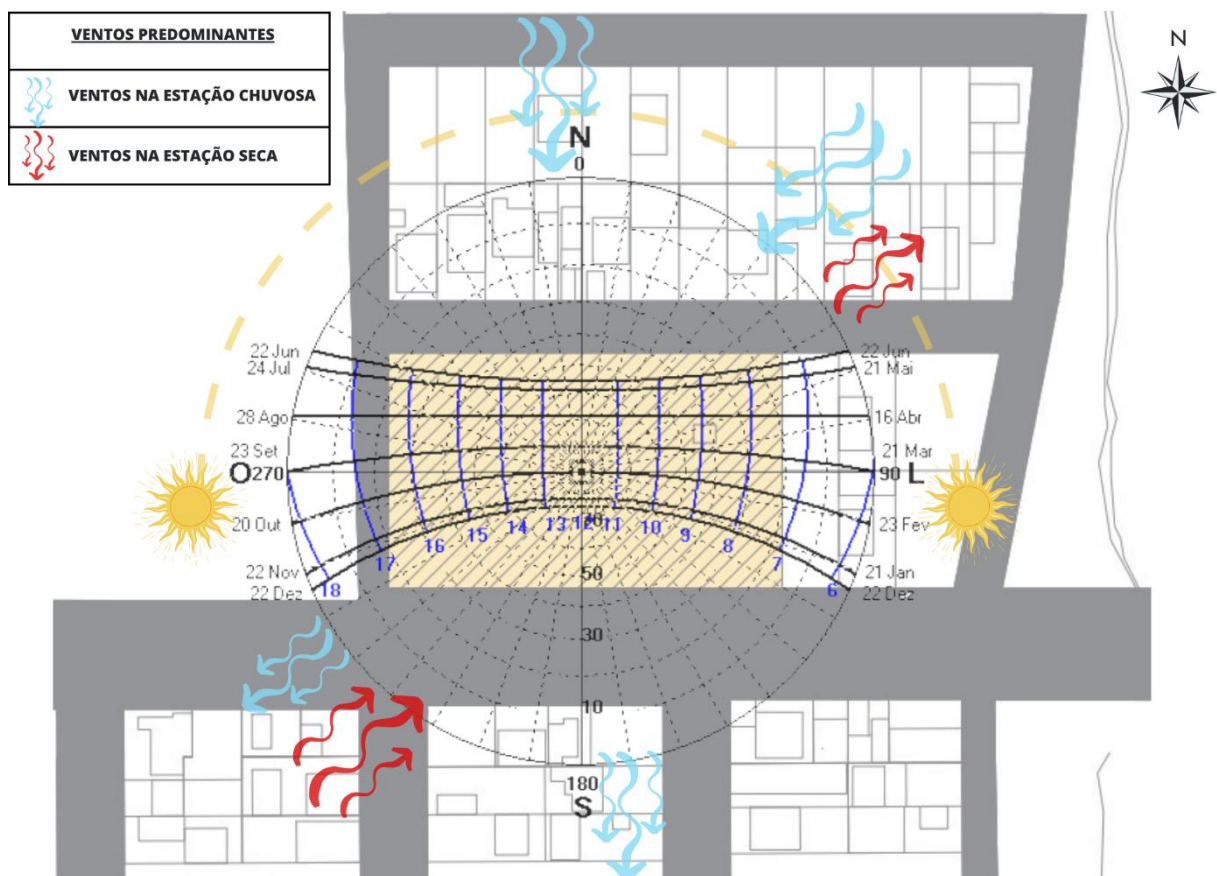 VENTOS PREDOMINANTES
VENTOS NA ESTAÇÃO CHUVOSA
VENTOS NA ESTAÇÃO SECA
N
N
0
22 Jun
22 Jun
24 Jul
21 Mai
28 Ago
16 Abr
23 Set
21 Mar
O 270
90 L
20 Out
23 Fev
22 Nov
21 Jan
22 Dez
22 Dez
18 17 16 15 14 13 12 11 10 9 8 7 6
50
30
10
180
S